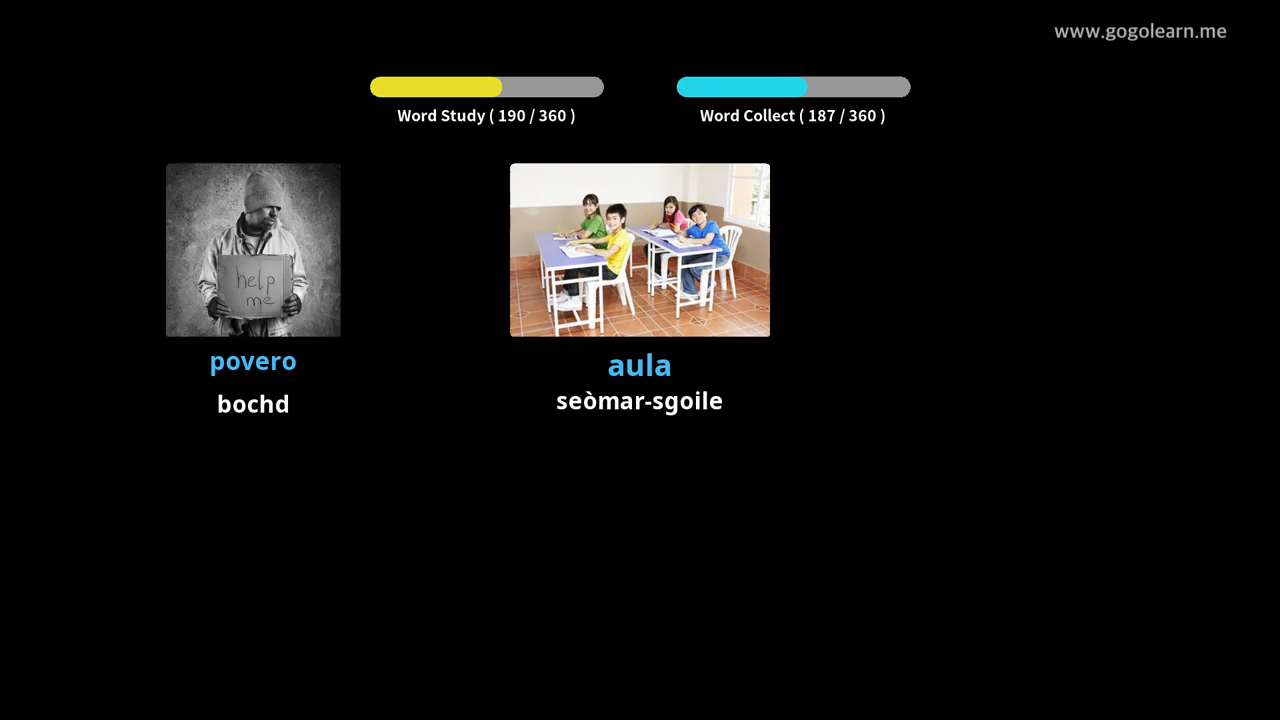 www.gogolearn.me
Word Study ( 190 / 360 )
Word Collect ( 187 / 360 )
help
me
povero
bochd
aula
seòmar-sgoile